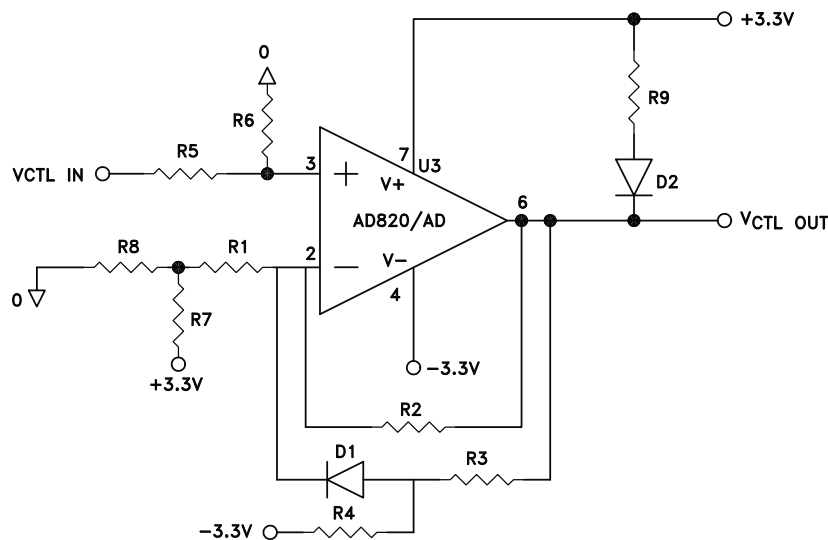 +3.3V
0
R9
R6
R5
3
7
U3
VCTL IN
V+
D2
6
AD820/AD
VCTL OUT
R8
R1
2
V−
0
R7
4
+3.3V
−3.3V
R2
D1
R3
R4
−3.3V